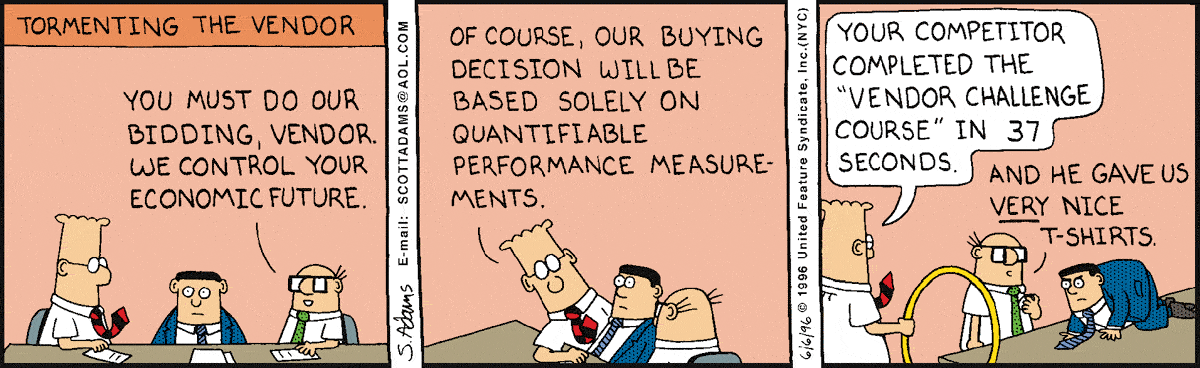 TORMENTING THE VENDOR
YOU MUST DO OUR
BIDDING, VENDOR.
WE CONTROL YOUR
ECONOMIC FUTURE.
S. Adams E-mail: SCOTTADAMS@AOL.COM
OF COURSE, OUR BUYING
DECISION WILL BE
BASED SOLELY ON
QUANTIFIABLE
PERFORMANCE MEASURE-
MENTS.
6/6/96 © 1996 United Feature Syndicate, Inc.(NYC)
YOUR COMPETITOR
COMPLETED THE
"VENDOR CHALLENGE
COURSE" IN 37
SECONDS.
AND HE GAVE US
VERY NICE
T-SHIRTS.